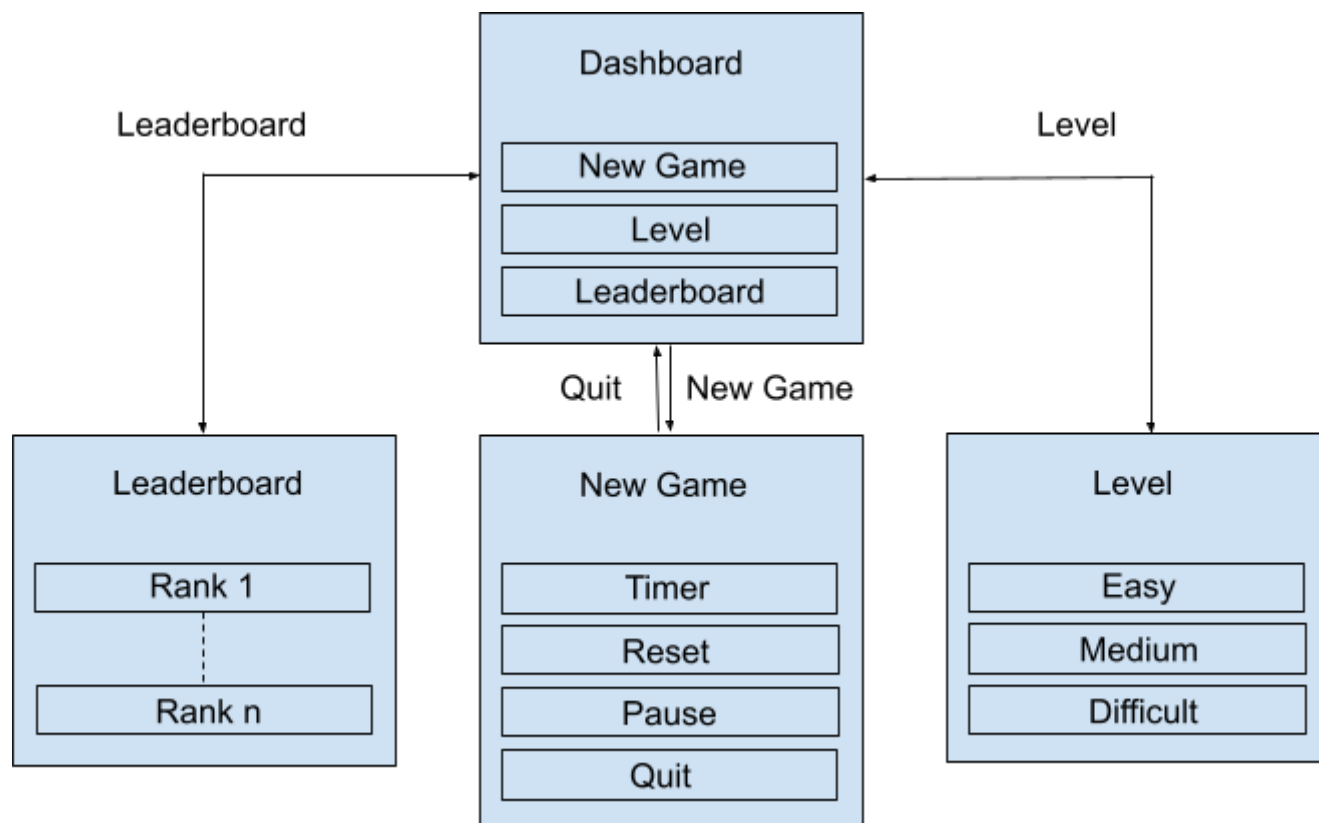 Dashboard
Leaderboard
Level
New Game
Level
Leaderboard
Quit
New Game
Leaderboard
New Game
Level
Rank 1
Timer
Easy
Reset
Medium
Rank n
Pause
Difficult
Quit